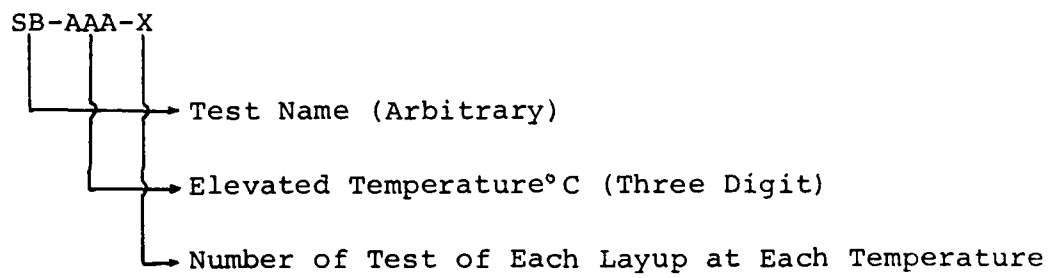 SB-AAA-X
Test Name (Arbitrary)
Elevated Temperature°C (Three Digit)
Number of Test of Each Layup at Each Temperature